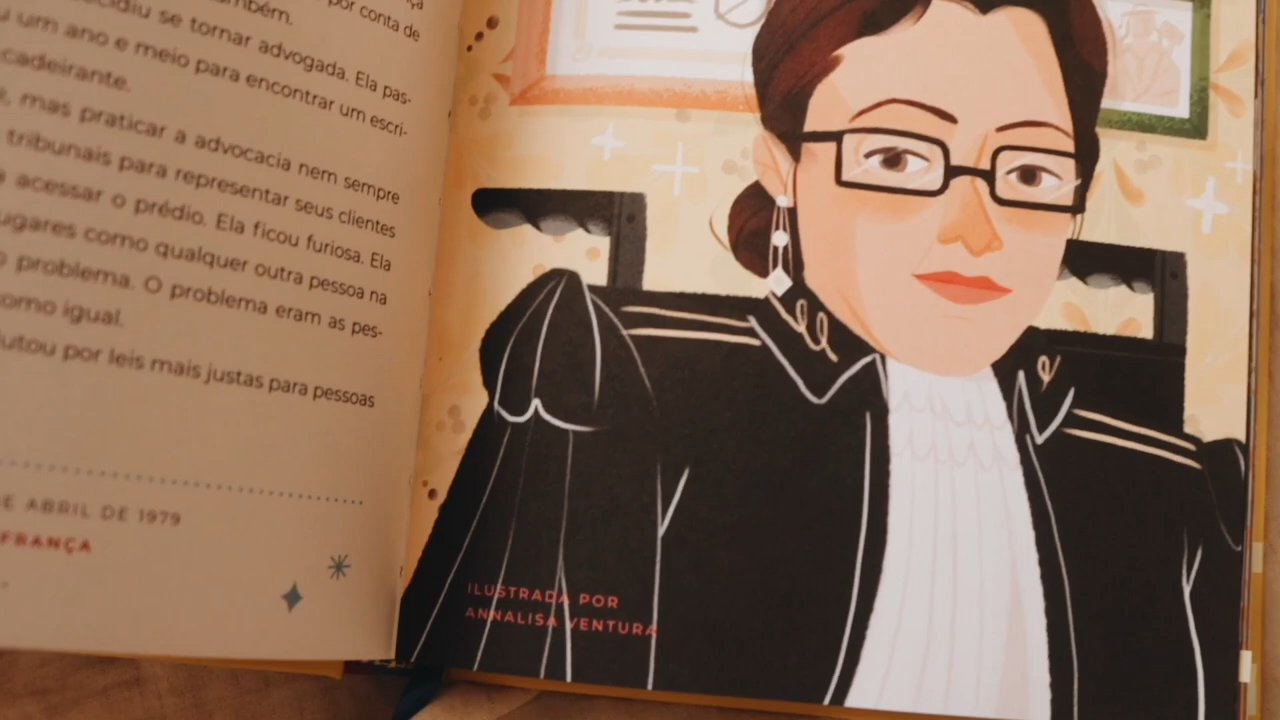 por conta de
decidiu se tornar advogada. Ela pas-
um ano e meio para encontrar um escri-
cadeirante.
mas praticar a advocacia nem sempre
tribunais para representar seus clientes
acessar o prédio. Ela ficou furiosa. Ela
lugares como qualquer outra pessoa na
problema. O problema eram as pes-
como igual.
lutou por leis mais justas para pessoas
DE ABRIL DE 1979
FRANÇA
ILUSTRADA POR
ANNALISA VENTURA